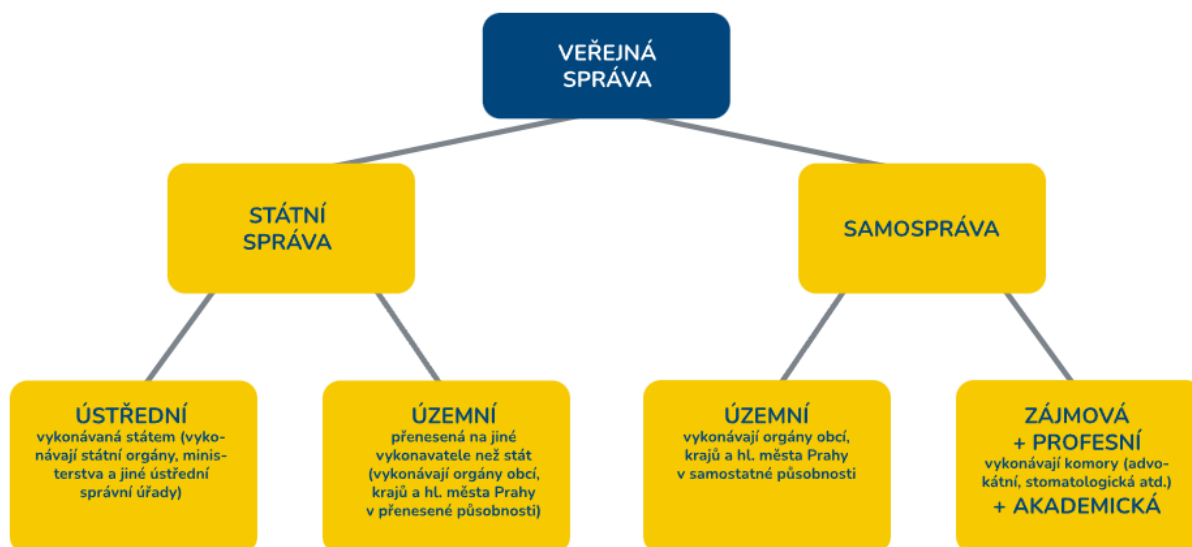 VEŘEJNÁ
SPRÁVA
STÁTNÍ
SPRÁVA
SAMOSPRÁVA
ÚSTŘEDNÍ
vykonávaná státem (vyko-
návají státní orgány, minis-
terstva a jiné ústřední
správní úřady)
ÚZEMNÍ
přenesená na jiné
vykonavatele než stát
(vykonávají orgány obcí,
krajů a hl. města Prahy
v přenesené působnosti)
ÚZEMNÍ
vykonávají orgány obcí,
krajů a hl. města Prahy
v samostatné působnosti
ZÁJMOVÁ
+ PROFESNÍ
vykonávají komory (advo-
kátní, stomatologická atd.)
+ AKADEMICKÁ